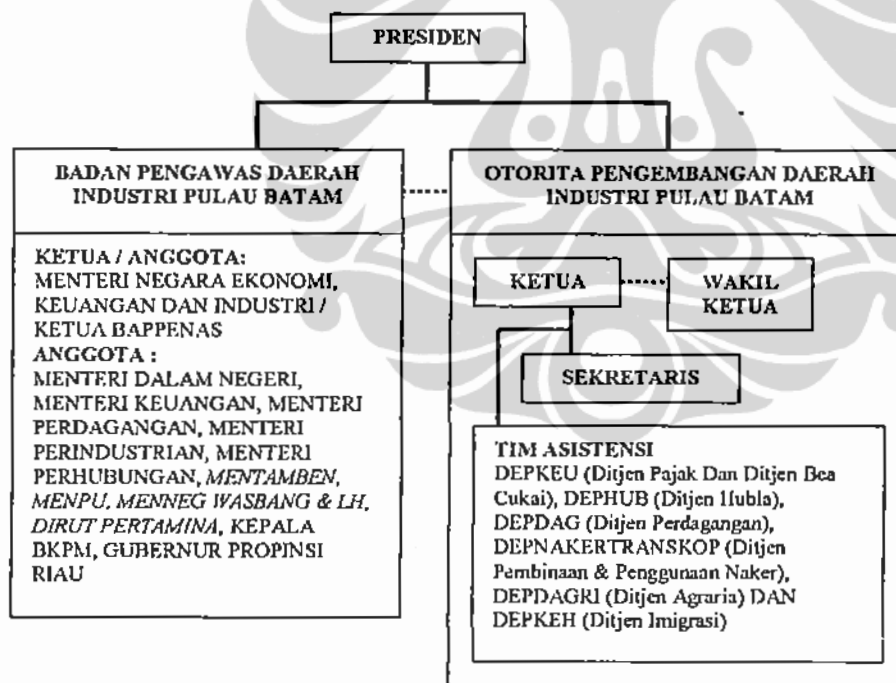 PRESIDEN
BADAN PENGAWAS DAERAH
INDUSTRI PULAU BATAM
KETUA / ANGGOTA:
MENTERI NEGARA EKONOMI,
KEUANGAN DAN INDUSTRI /
KETUA BAPPENAS
ANGGOTA :
MENTERI DALAM NEGERI,
MENTERI KEUANGAN, MENTERI
PERDAGANGAN, MENTERI
PERINDUSTRIAN, MENTERI
PERHUBUNGAN, MENTAMBEN,
MENPU, MENNEG WASBANG & LH,
DIRUT PERTAMINA, KEPALA
BKPM, GUBERNUR PROPINSI
RIAU
OTORITA PENGEMBANGAN DAERAH
INDUSTRI PULAU BATAM
KETUA
WAKIL
KETUA
SEKRETARIS
TIM ASISTENSI
DEPKEU (Ditjen Pajak Dan Ditjen Bea
Cukai), DEPHUB (Ditjen Hubla),
DEPDAG (Ditjen Perdagangan),
DEPNAKERTRANSKOP (Ditjen
Pembinaan & Penggunaan Naker),
DEPDAGRI (Ditjen Agraria) DAN
DEPKEH (Ditjen Imigrasi)